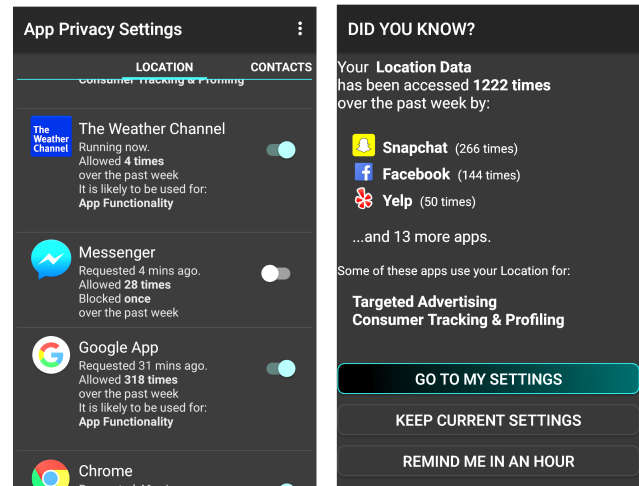 App Privacy Settings
LOCATION CONTACTS
Consumer Tracking & Profiling
The
Weather
Channel
The Weather Channel
Running now.
Allowed 4 times
over the past week
It is likely to be used for:
App Functionality
Messenger
Requested 4 mins ago.
Allowed 28 times
Blocked once
over the past week
Google App
Requested 31 mins ago.
Allowed 318 times
over the past week
It is likely to be used for:
App Functionality
Chrome
DID YOU KNOW?
Your Location Data
has been accessed 1222 times
over the past week by:
Snapchat (266 times)
Facebook (144 times)
Yelp (50 times)
...and 13 more apps.
Some of these apps use your Location for:
Targeted Advertising
Consumer Tracking & Profiling
GO TO MY SETTINGS
KEEP CURRENT SETTINGS
REMIND ME IN AN HOUR